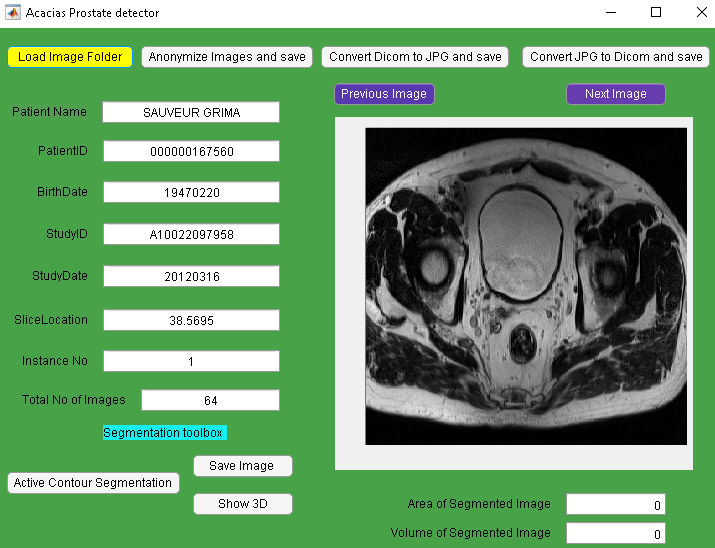 Acacias Prostate detector
Load Image Folder Anonymize Images and save Convert Dicom to JPG and save Convert JPG to Dicom and save
Previous Image Next Image
Patient Name SAUVEUR GRIMA
PatientID 000000167560
BirthDate 19470220
StudyID A10022097958
StudyDate 20120316
SliceLocation 38.5695
Instance No 1
Total No of Images 64
Segmentation toolbox
Save Image
Active Contour Segmentation
Show 3D
Area of Segmented Image 0
Volume of Segmented Image 0